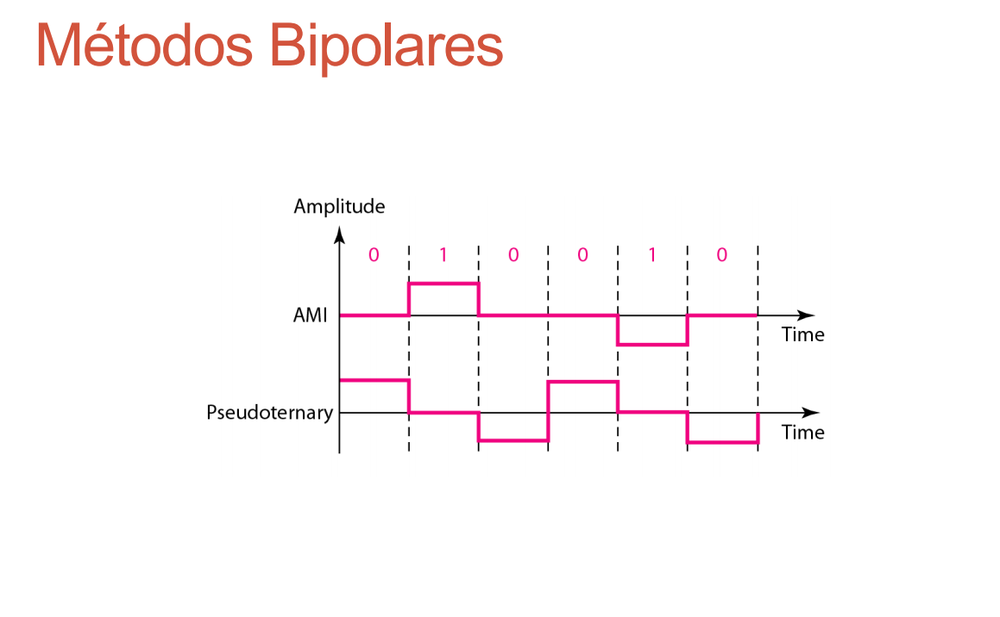 Métodos Bipolares
Amplitude
0 1 0 0 1 0
AMI
Time
Pseudoternary
Time